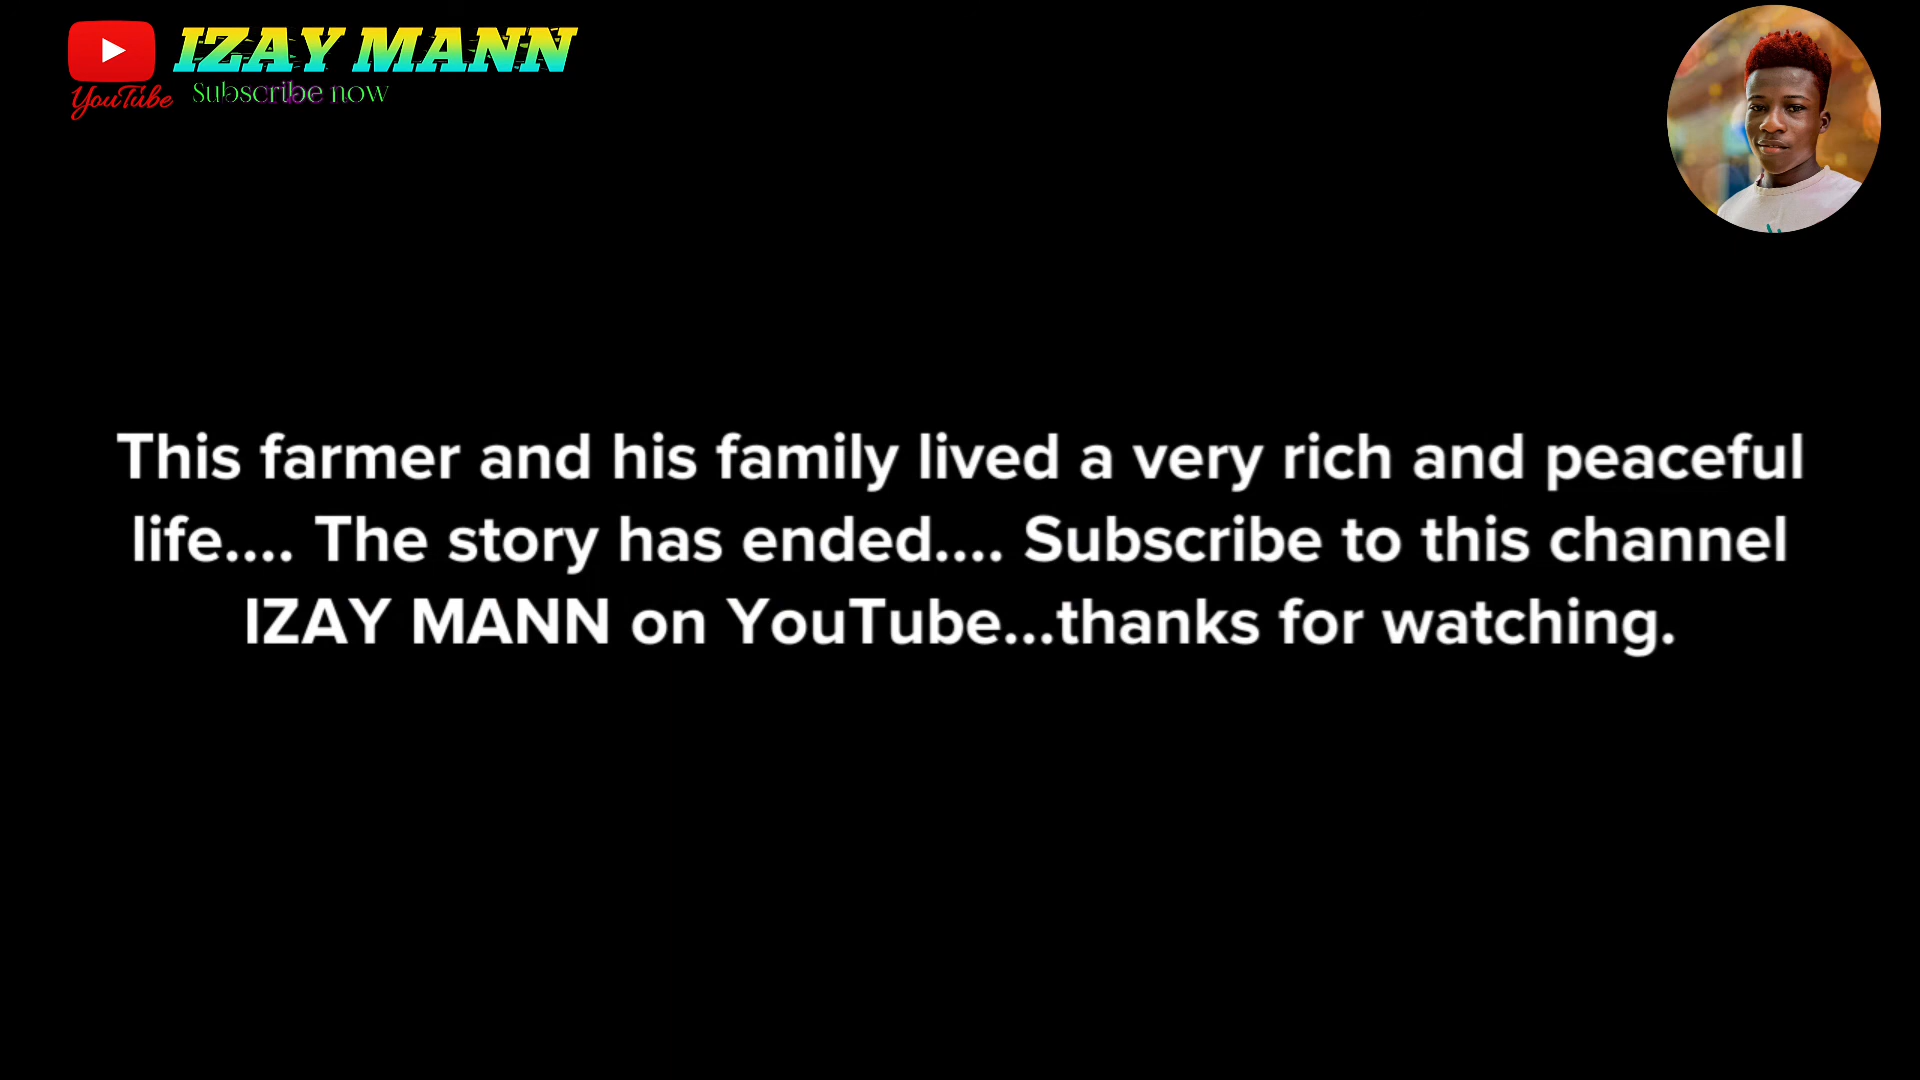 IZAY MANN
YouTube
Subscribe now
This farmer and his family lived a very rich and peaceful
life.... The story has ended.... Subscribe to this channel
IZAY MANN on YouTube...thanks for watching.